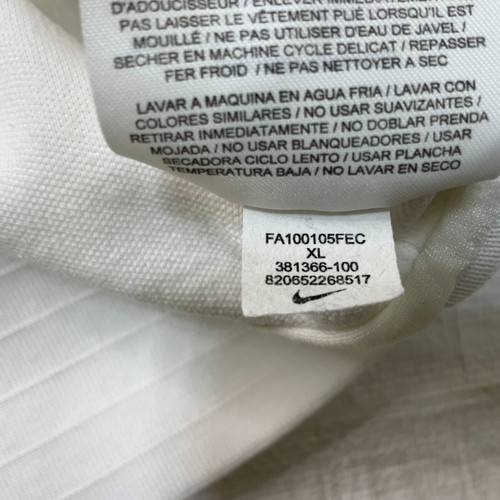 D'ADOUCISSEUR / ENLEVER IMMÉDIATEMENT /
PAS LAISSER LE VÊTEMENT PLIÉ LORSQU'IL EST
MOUILLÉ / NE PAS UTILISER D'EAU DE JAVEL /
SECHER EN MACHINE CYCLE DELICAT / REPASSER
FER FROID / NE PAS NETTOYER A SEC
LAVAR A MAQUINA EN AGUA FRIA / LAVAR CON
COLORES SIMILARES / NO USAR SUAVIZANTES /
RETIRAR INMEDIATAMENTE / NO DOBLAR PRENDA
MOJADA / NO USAR BLANQUEADORES / USAR
SECADORA CICLO LENTO / USAR PLANCHA
TEMPERATURA BAJA / NO LAVAR EN SECO
FA100105FEC
XL
381366-100
820652268517